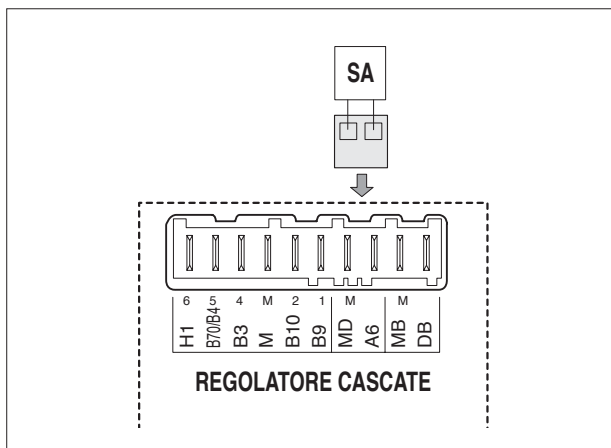 SA
6 5 4 M 2 1 M M
H1 B70/B4 B3 M B10 B9 MD A6 MB DB
REGOLATORE CASCATE